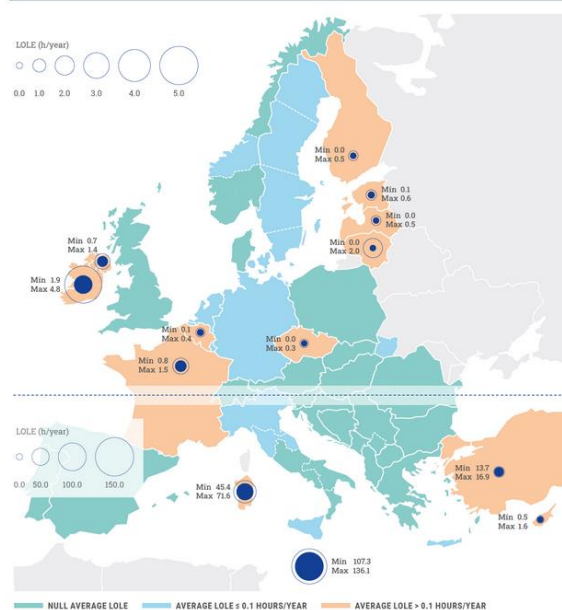 LOLE (h/year)
0.0 1.0 2.0 3.0 4.0 5.0
Min 0.0
Max 0.5
Min 0.1
Max 0.6
Min 0.0
Max 0.5
Min 0.7
Max 1.4
Min 0.0
Max 2.0
Min 1.9
Max 4.8
Min 0.1
Max 0.4
Min 0.0
Max 0.3
Min 0.8
Max 1.5
LOLE (h/year)
0.0 50.0 100.0 150.0
Min 13.7
Max 16.9
Min 45.4
Max 71.6
Min 0.5
Max 1.6
Min 107.3
Max 136.1
NULL AVERAGE LOLE AVERAGE LOLE ≤ 0.1 HOURS/YEAR AVERAGE LOLE > 0.1 HOURS/YEAR